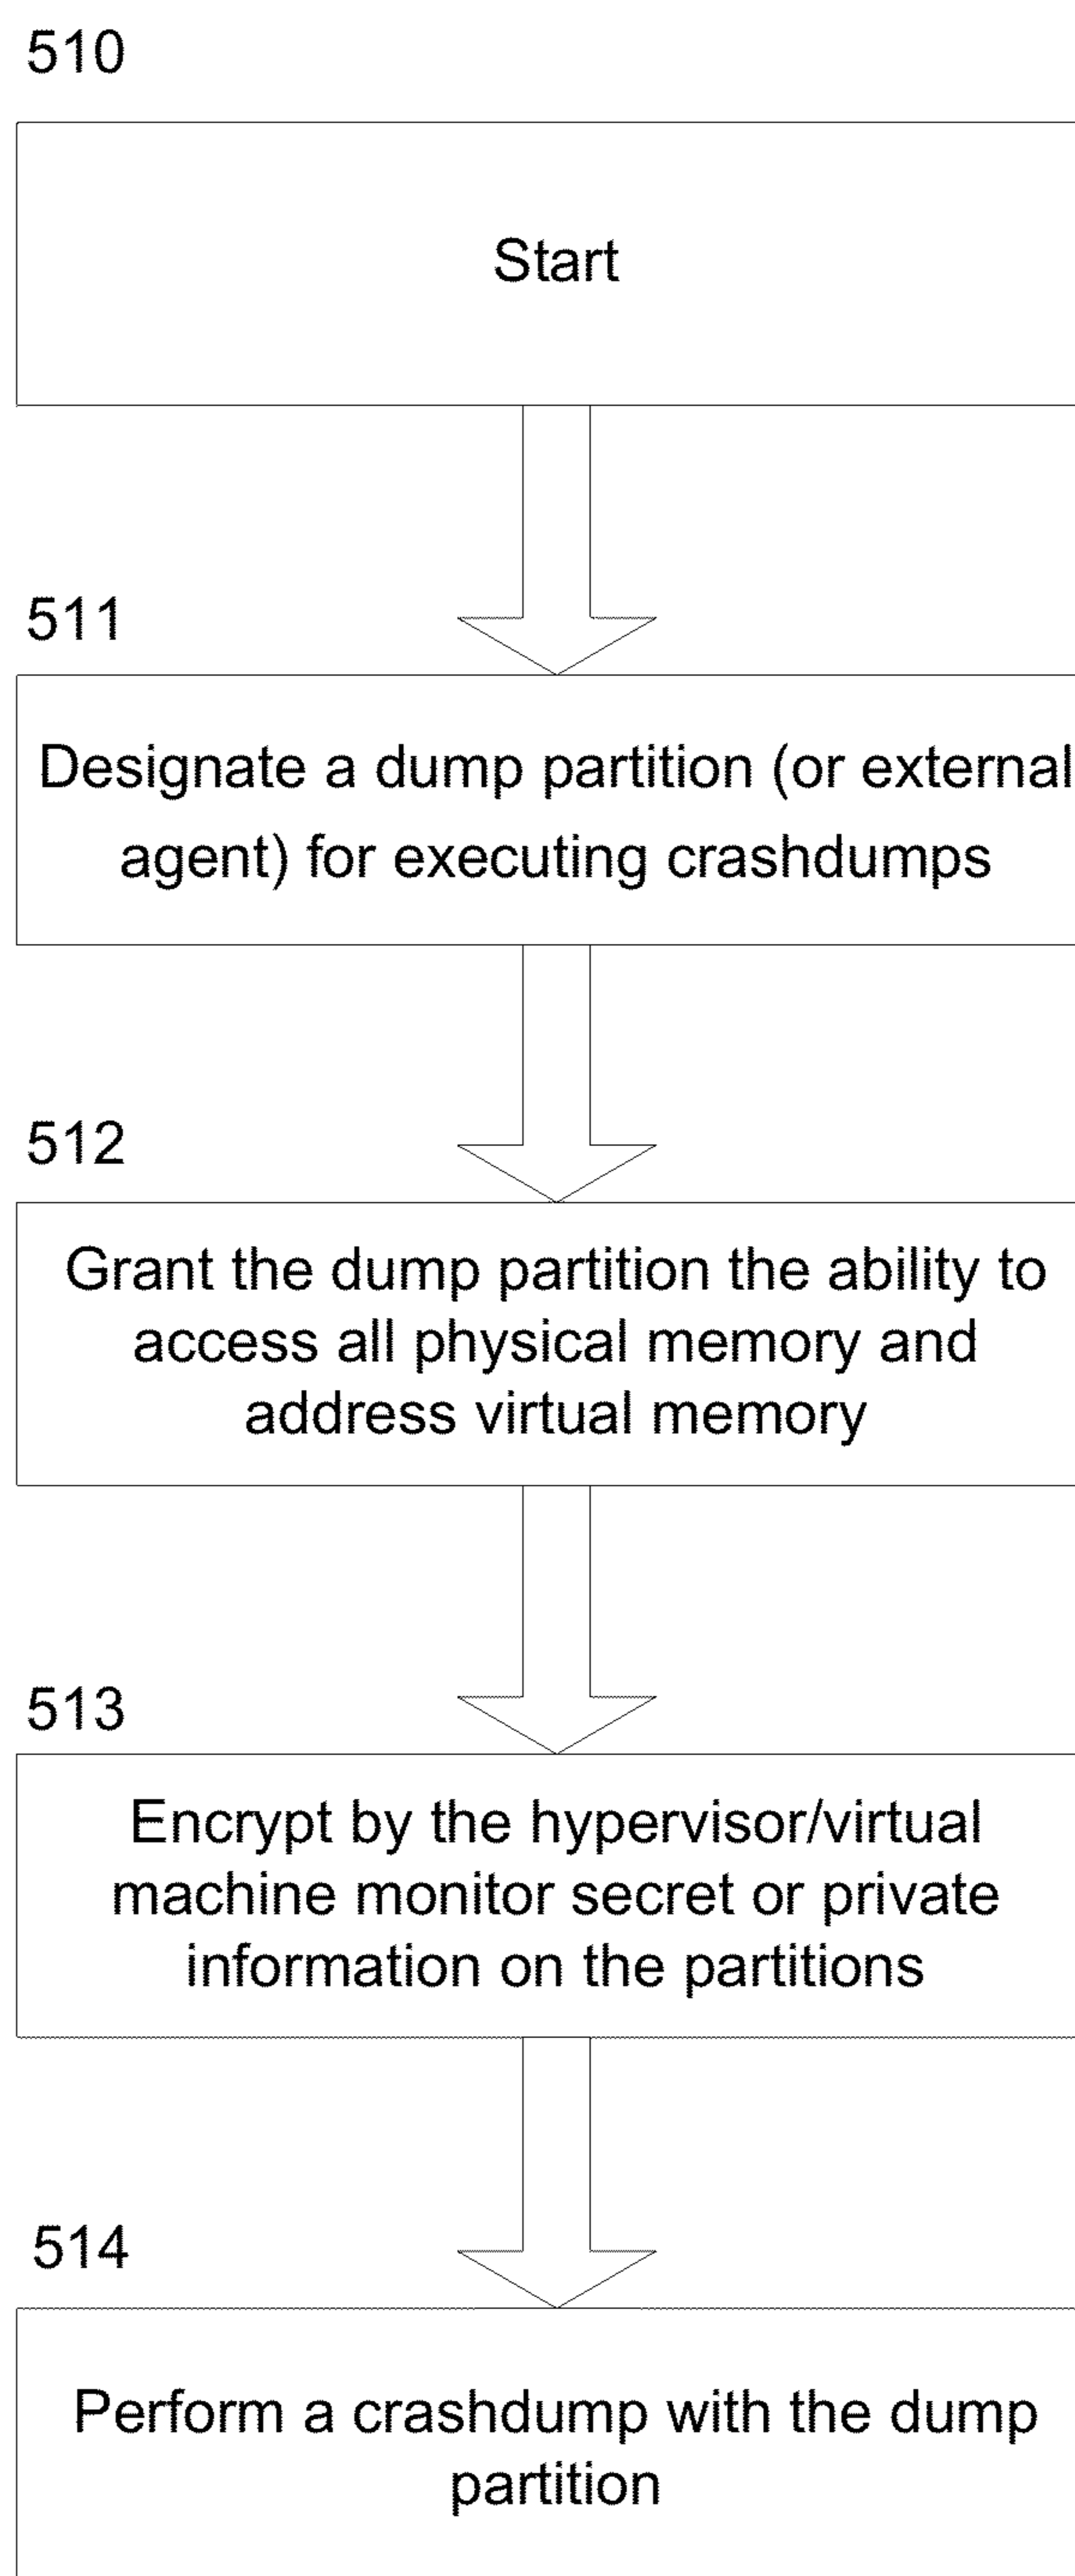 510
Start
511
Designate a dump partition (or external
agent) for executing crashdumps
512
Grant the dump partition the ability to
access all physical memory and
address virtual memory
513
Encrypt by the hypervisor/virtual
machine monitor secret or private
information on the partitions
514
Perform a crashdump with the dump
partition